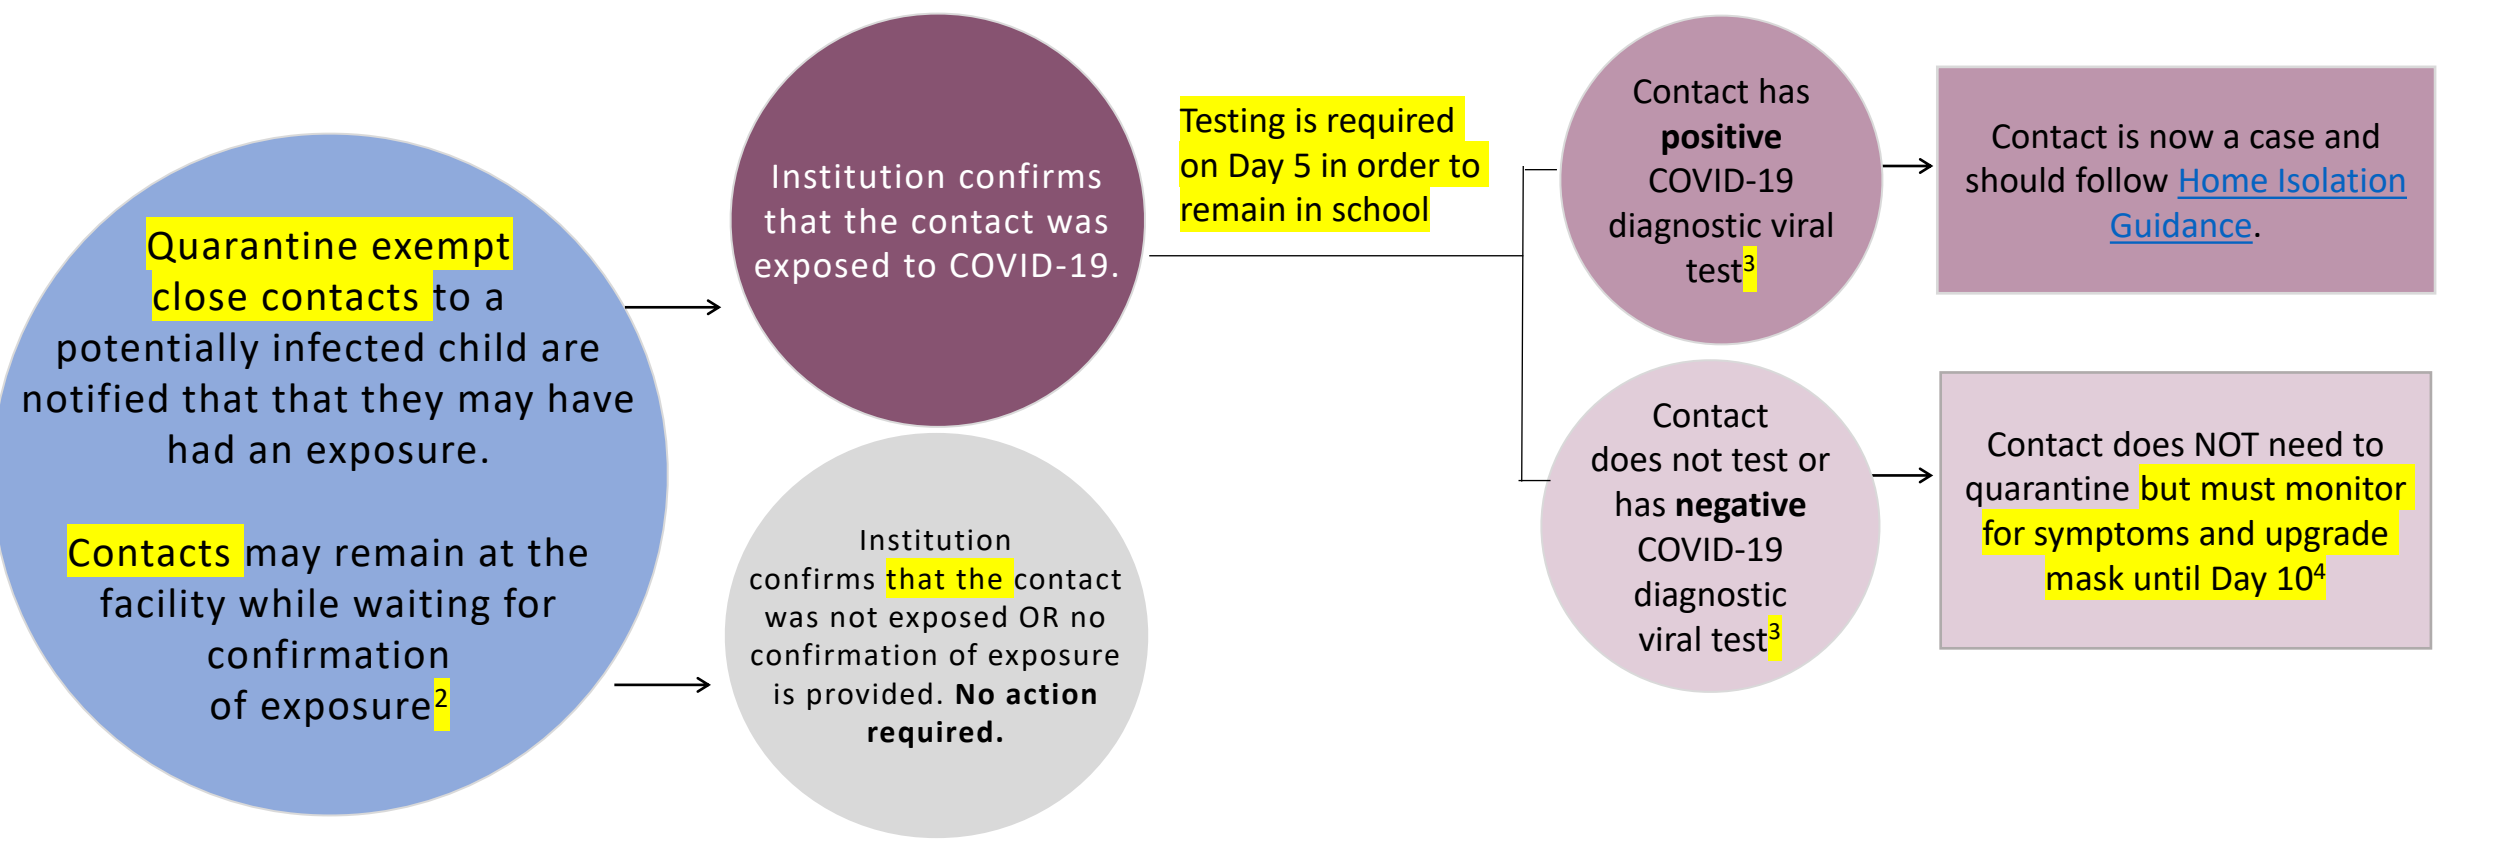 Quarantine exempt
close contacts to a
potentially infected child are
notified that that they may have
had an exposure.
Contacts may remain at the
facility while waiting for
confirmation
of exposure2
Institution confirms
that the contact was
exposed to COVID-19.
Institution
confirms that the contact
was not exposed OR no
confirmation of exposure
is provided. No action
required.
Testing is required
on Day 5 in order to
remain in school
Contact has
positive
COVID-19
diagnostic viral
test3
Contact is now a case and
should follow Home Isolation
Guidance.
Contact
does not test or
has negative
COVID-19
diagnostic
viral test3
Contact does NOT need to
quarantine but must monitor
for symptoms and upgrade
mask until Day 104